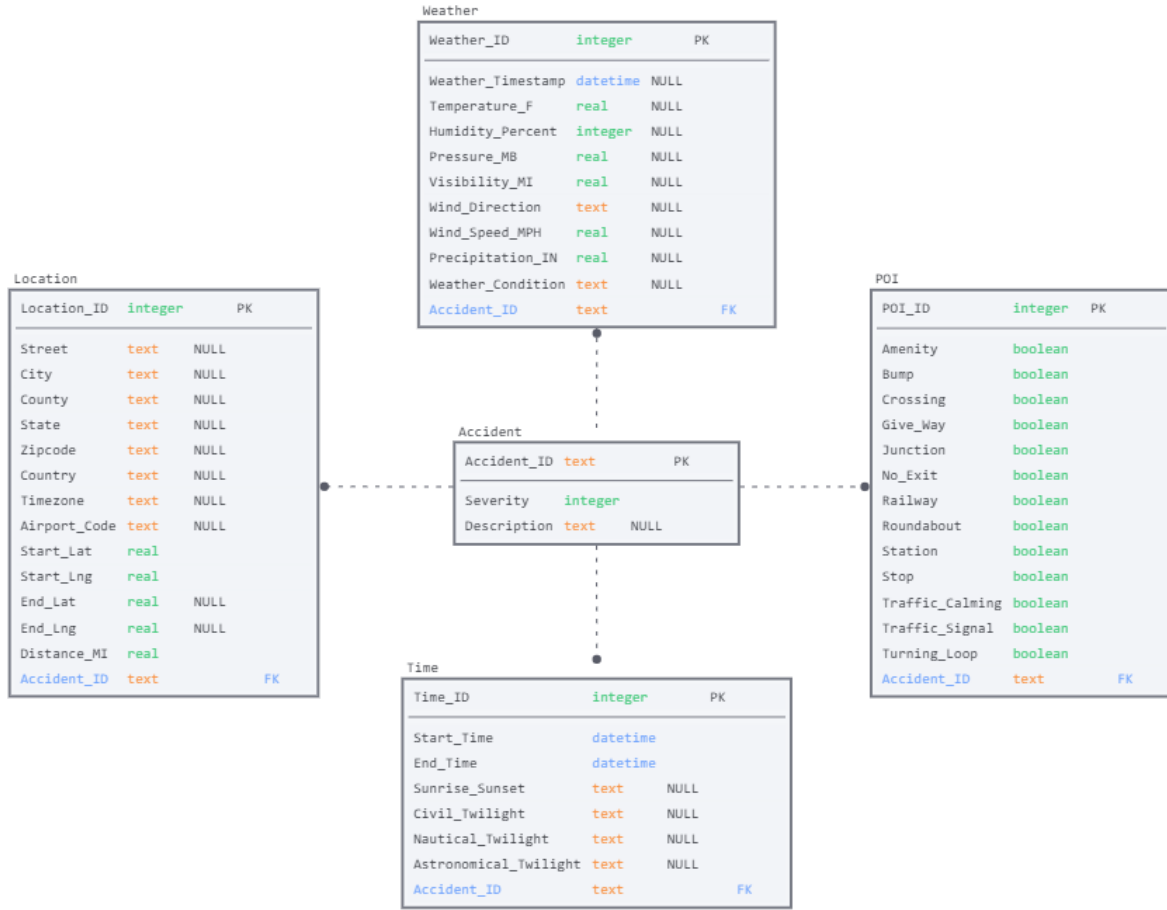 Weather
Weather_ID integer PK
Weather_Timestamp datetime NULL
Temperature_F real NULL
Humidity_Percent integer NULL
Pressure_MB real NULL
Visibility_MI real NULL
Wind_Direction text NULL
Wind_Speed_MPH real NULL
Precipitation_IN real NULL
Weather_Condition text NULL
Accident_ID text FK
Location
Location_ID integer PK
Street text NULL
City text NULL
County text NULL
State text NULL
Zipcode text NULL
Country text NULL
Timezone text NULL
Airport_Code text NULL
Start_Lat real
Start_Lng real
End_Lat real NULL
End_Lng real NULL
Distance_MI real
Accident_ID text FK
Accident
Accident_ID text PK
Severity integer
Description text NULL
POI
POI_ID integer PK
Amenity boolean
Bump boolean
Crossing boolean
Give_Way boolean
Junction boolean
No_Exit boolean
Railway boolean
Roundabout boolean
Station boolean
Stop boolean
Traffic_Calming boolean
Traffic_Signal boolean
Turning_Loop boolean
Accident_ID text FK
Time
Time_ID integer PK
Start_Time datetime
End_Time datetime
Sunrise_Sunset text NULL
Civil_Twilight text NULL
Nautical_Twilight text NULL
Astronomical_Twilight text NULL
Accident_ID text FK